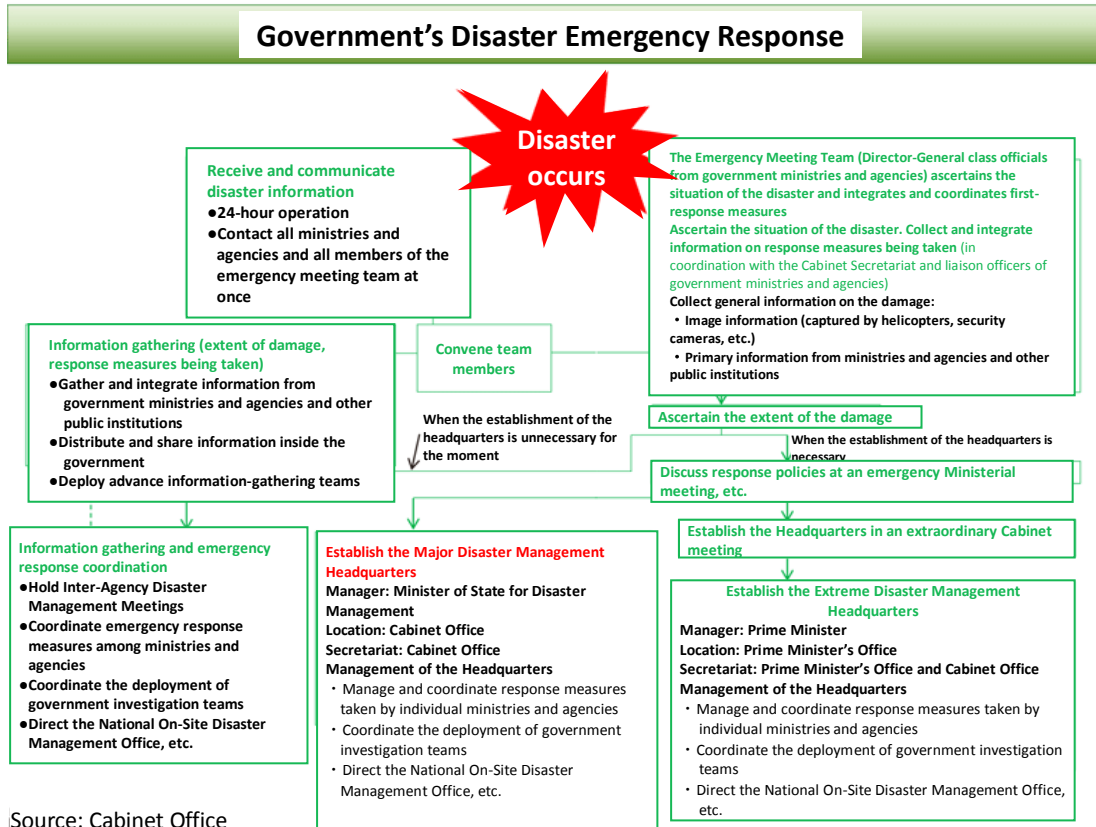 Government's Disaster Emergency Response
Disaster
occurs
Receive and communicate
disaster information
●24-hour operation
●Contact all ministries and
agencies and all members of the
emergency meeting team at
once
The Emergency Meeting Team (Director-General class officials
from government ministries and agencies) ascertains the
situation of the disaster and integrates and coordinates first-
response measures
Ascertain the situation of the disaster. Collect and integrate
information on response measures being taken (in
coordination with the Cabinet Secretariat and liaison officers of
government ministries and agencies)
Collect general information on the damage:
・Image information (captured by helicopters, security
cameras, etc.)
・Primary information from ministries and agencies and other
public institutions
Information gathering (extent of damage,
response measures being taken)
●Gather and integrate information from
government ministries and agencies and other
public institutions
●Distribute and share information inside the
government
●Deploy advance information-gathering teams
Convene team
members
Ascertain the extent of the damage
When the establishment of the
headquarters is unnecessary for
the moment
When the establishment of the headquarters is
necessary
Discuss response policies at an emergency Ministerial
meeting, etc.
Establish the Headquarters in an extraordinary Cabinet
meeting
Information gathering and emergency
response coordination
●Hold Inter-Agency Disaster
Management Meetings
●Coordinate emergency response
measures among ministries and
agencies
●Coordinate the deployment of
government investigation teams
●Direct the National On-Site Disaster
Management Office, etc.
Establish the Major Disaster Management
Headquarters
Manager: Minister of State for Disaster
Management
Location: Cabinet Office
Secretariat: Cabinet Office
Management of the Headquarters
・Manage and coordinate response measures
taken by individual ministries and agencies
・Coordinate the deployment of government
investigation teams
・Direct the National On-Site Disaster
Management Office, etc.
Establish the Extreme Disaster Management
Headquarters
Manager: Prime Minister
Location: Prime Minister's Office
Secretariat: Prime Minister's Office and Cabinet Office
Management of the Headquarters
・Manage and coordinate response measures taken by
individual ministries and agencies
・Coordinate the deployment of government investigation
teams
・Direct the National On-Site Disaster Management Office,
etc.
Source: Cabinet Office